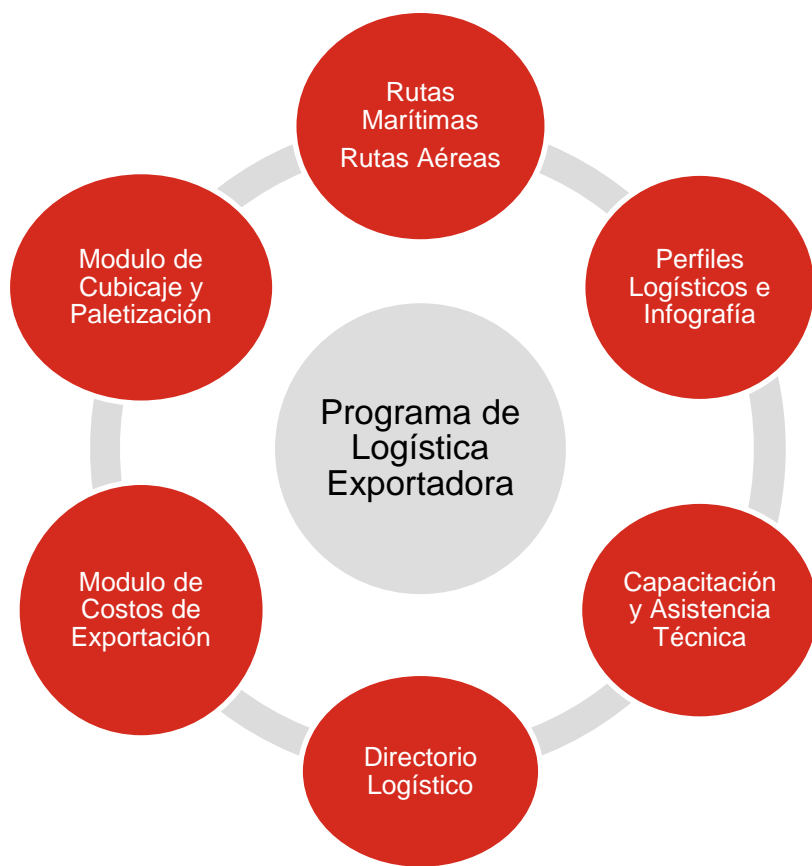 Rutas
Marítimas
Rutas Aéreas
Perfiles
Logísticos e
Infografía
Capacitación
y Asistencia
Técnica
Directorio
Logístico
Modulo de
Costos de
Exportación
Modulo de
Cubicaje y
Paletización
Programa de
Logística
Exportadora